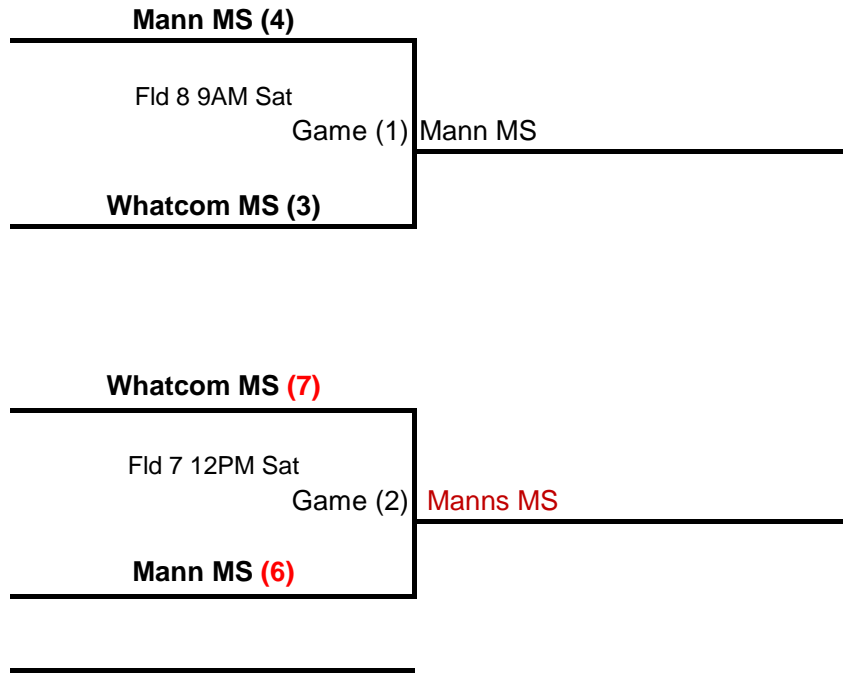 Mann MS (4)
Fld 8 9AM Sat
Game (1) Mann MS
Whatcom MS (3)
Whatcom MS (7)
Fld 7 12PM Sat
Game (2) Manns MS
Mann MS (6)